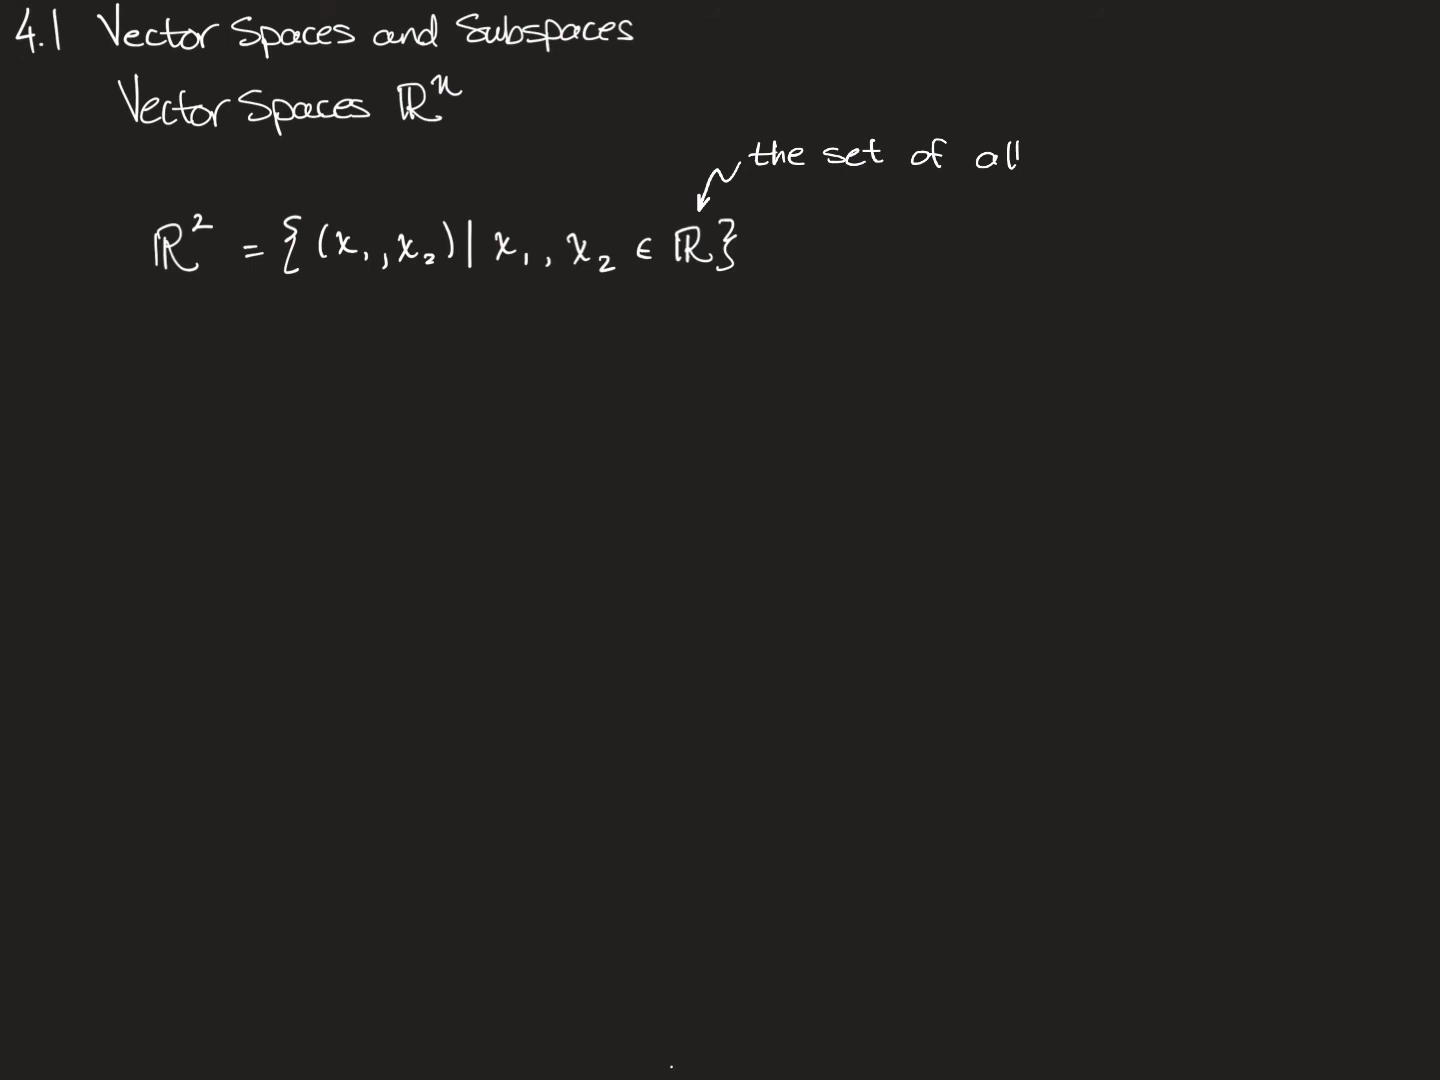 4.1 Vector Spaces and Subspaces
Vector Spaces ℝⁿ
the set of all
ℝ² = {(x₁,x₂)| x₁, x₂ ∈ ℝ}